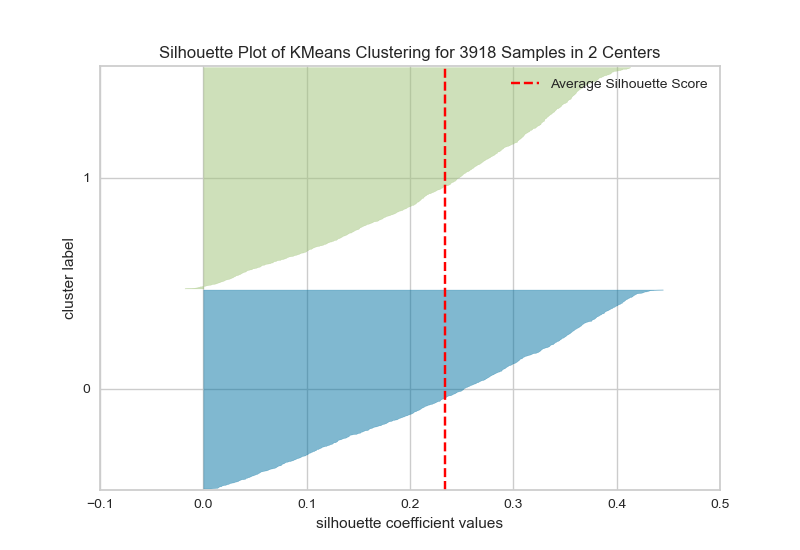 Silhouette Plot of KMeans Clustering for 3918 Samples in 2 Centers
Average Silhouette Score
1
0
cluster label
−0.1 0.0 0.1 0.2 0.3 0.4 0.5
silhouette coefficient values